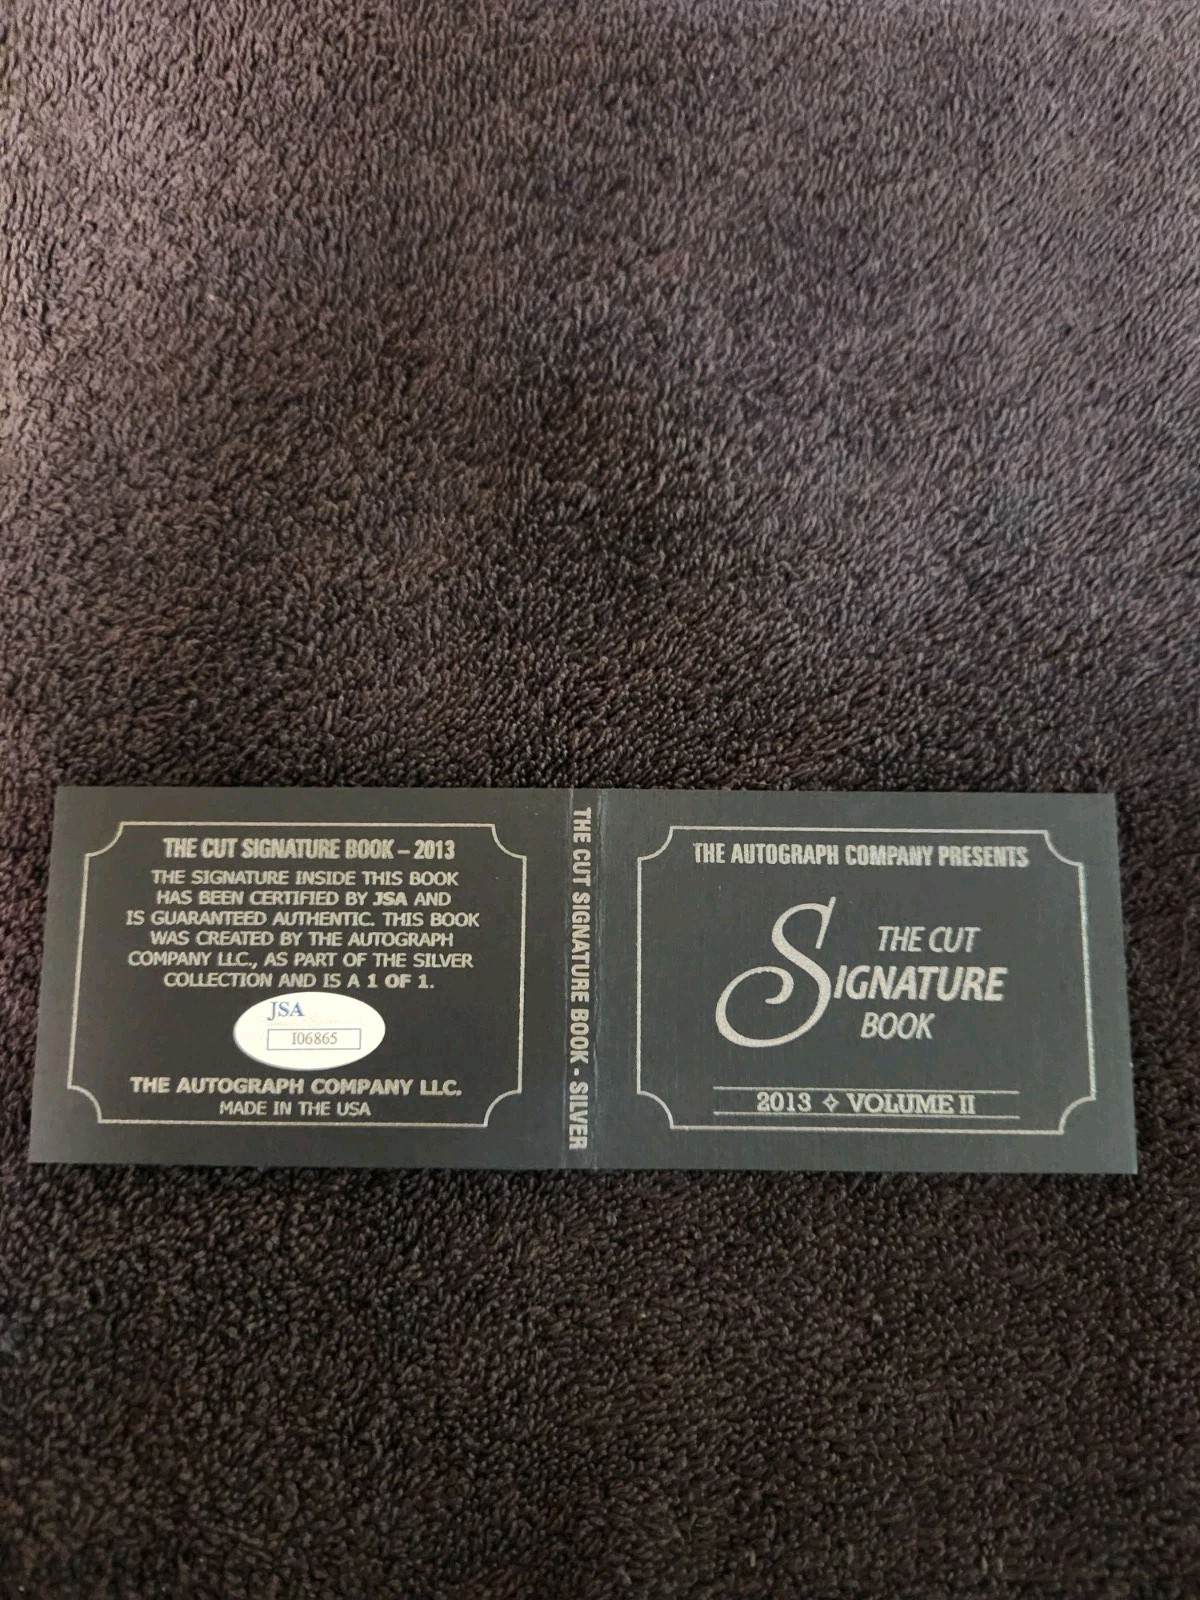 THE CUT SIGNATURE BOOK – 2013
THE SIGNATURE INSIDE THIS BOOK
HAS BEEN CERTIFIED BY JSA AND
IS GUARANTEED AUTHENTIC. THIS BOOK
WAS CREATED BY THE AUTOGRAPH
COMPANY LLC., AS PART OF THE SILVER
COLLECTION AND IS A 1 OF 1.
JSA
I06865
THE AUTOGRAPH COMPANY LLC.
MADE IN THE USA
THE CUT SIGNATURE BOOK - SILVER
THE AUTOGRAPH COMPANY PRESENTS
THE CUT
SIGNATURE
BOOK
2013 ✧ VOLUME II